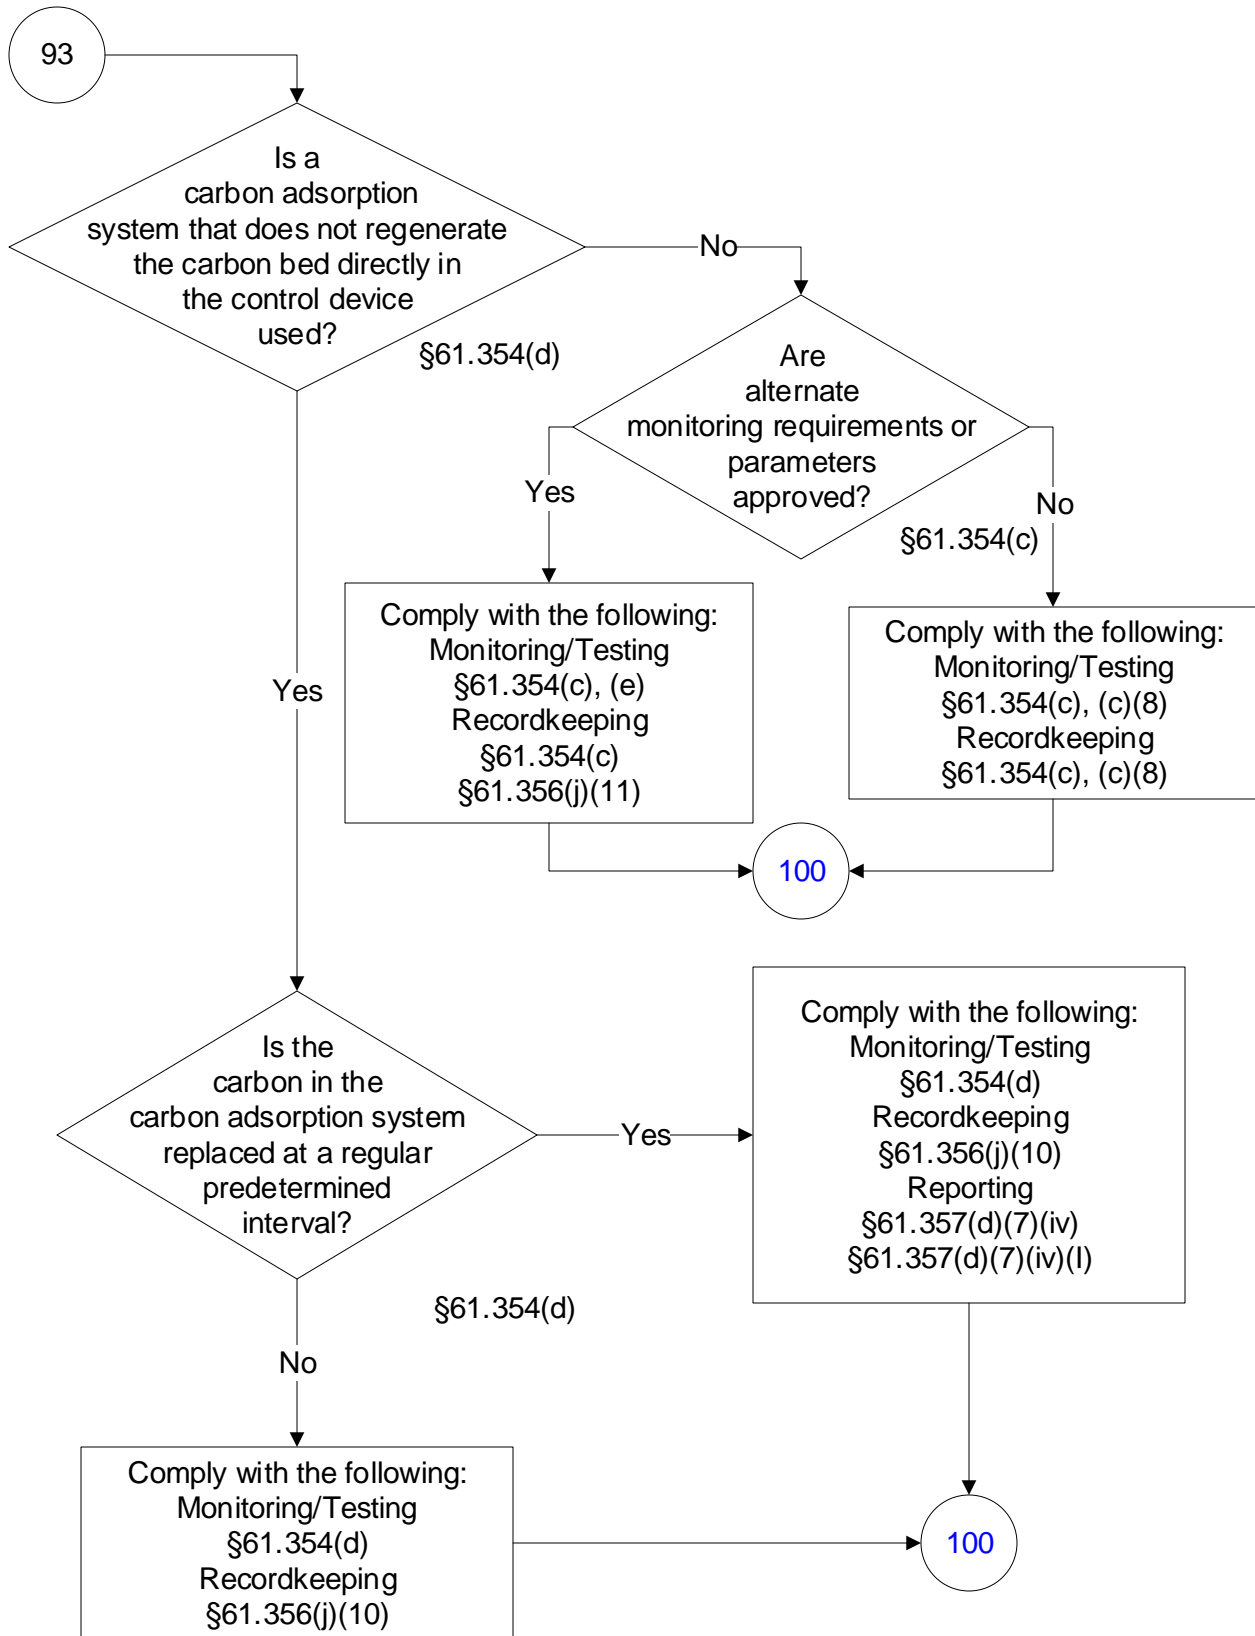 93
Is a
carbon adsorption
system that does not regenerate
the carbon bed directly in
the control device
used?
§61.354(d)
No
Are
alternate
monitoring requirements or
parameters
approved?
§61.354(c)
Yes
No
Comply with the following:
Monitoring/Testing
§61.354(c), (e)
Recordkeeping
§61.354(c)
§61.356(j)(11)
Comply with the following:
Monitoring/Testing
§61.354(c), (c)(8)
Recordkeeping
§61.354(c), (c)(8)
100
Yes
Is the
carbon in the
carbon adsorption system
replaced at a regular
predetermined
interval?
§61.354(d)
Yes
Comply with the following:
Monitoring/Testing
§61.354(d)
Recordkeeping
§61.356(j)(10)
Reporting
§61.357(d)(7)(iv)
§61.357(d)(7)(iv)(I)
No
Comply with the following:
Monitoring/Testing
§61.354(d)
Recordkeeping
§61.356(j)(10)
100